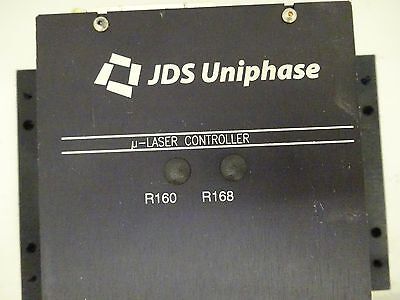 JDS Uniphase
µ-LASER CONTROLLER
R160 R168